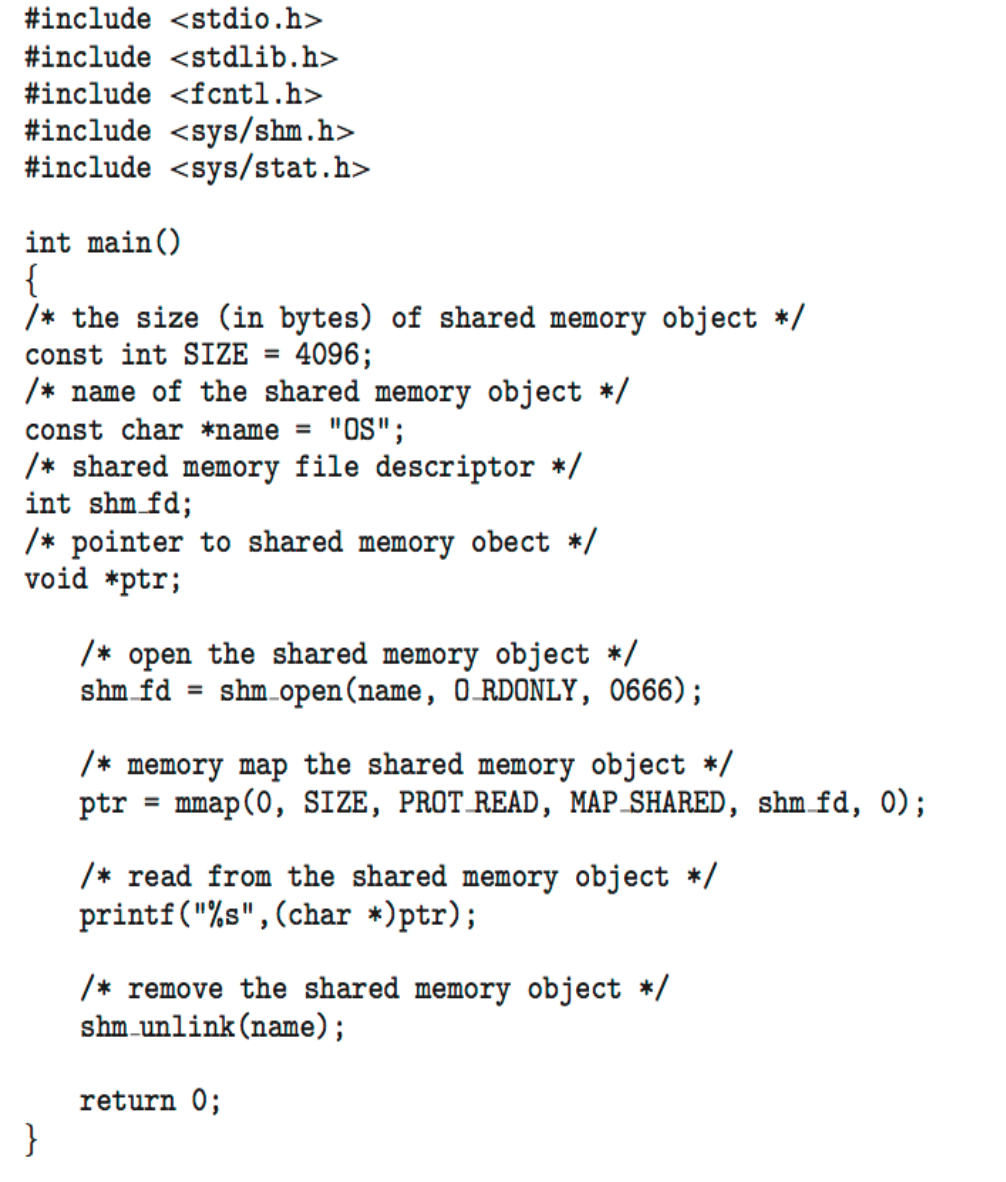 #include <stdio.h>
#include <stdlib.h>
#include <fcntl.h>
#include <sys/shm.h>
#include <sys/stat.h>
int main()
{
/* the size (in bytes) of shared memory object */
const int SIZE = 4096;
/* name of the shared memory object */
const char *name = "OS";
/* shared memory file descriptor */
int shm_fd;
/* pointer to shared memory obect */
void *ptr;
/* open the shared memory object */
shm_fd = shm_open(name, O_RDONLY, 0666);
/* memory map the shared memory object */
ptr = mmap(0, SIZE, PROT_READ, MAP_SHARED, shm_fd, 0);
/* read from the shared memory object */
printf("%s",(char *)ptr);
/* remove the shared memory object */
shm_unlink(name);
return 0;
}